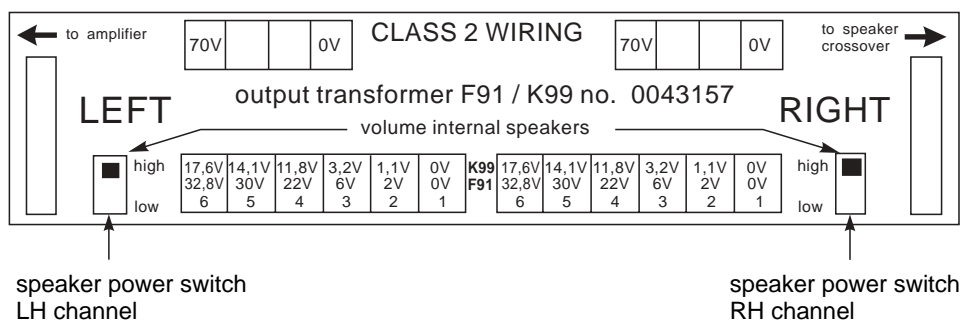 to amplifier
70V 0V CLASS 2 WIRING 70V 0V
to speaker
crossover
LEFT output transformer F91 / K99 no. 0043157 RIGHT
volume internal speakers
high 17,6V 14,1V 11,8V 3,2V 1,1V 0V K99 17,6V 14,1V 11,8V 3,2V 1,1V 0V high
32,8V 30V 22V 6V 2V 0V F91 32,8V 30V 22V 6V 2V 0V
low 6 5 4 3 2 1 6 5 4 3 2 1 low
speaker power switch
LH channel
speaker power switch
RH channel